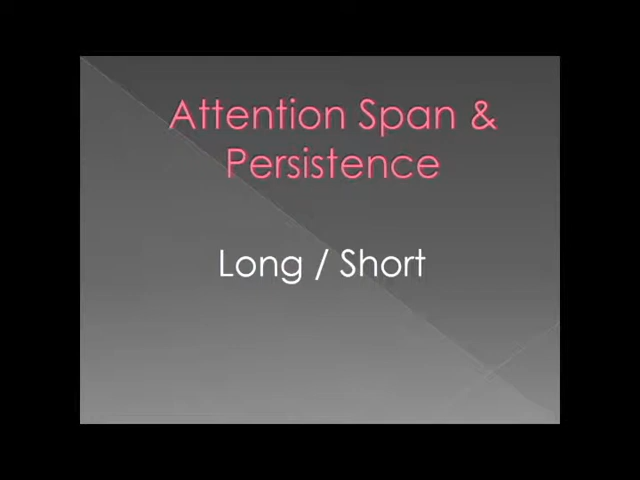 Attention Span &
Persistence
Long / Short